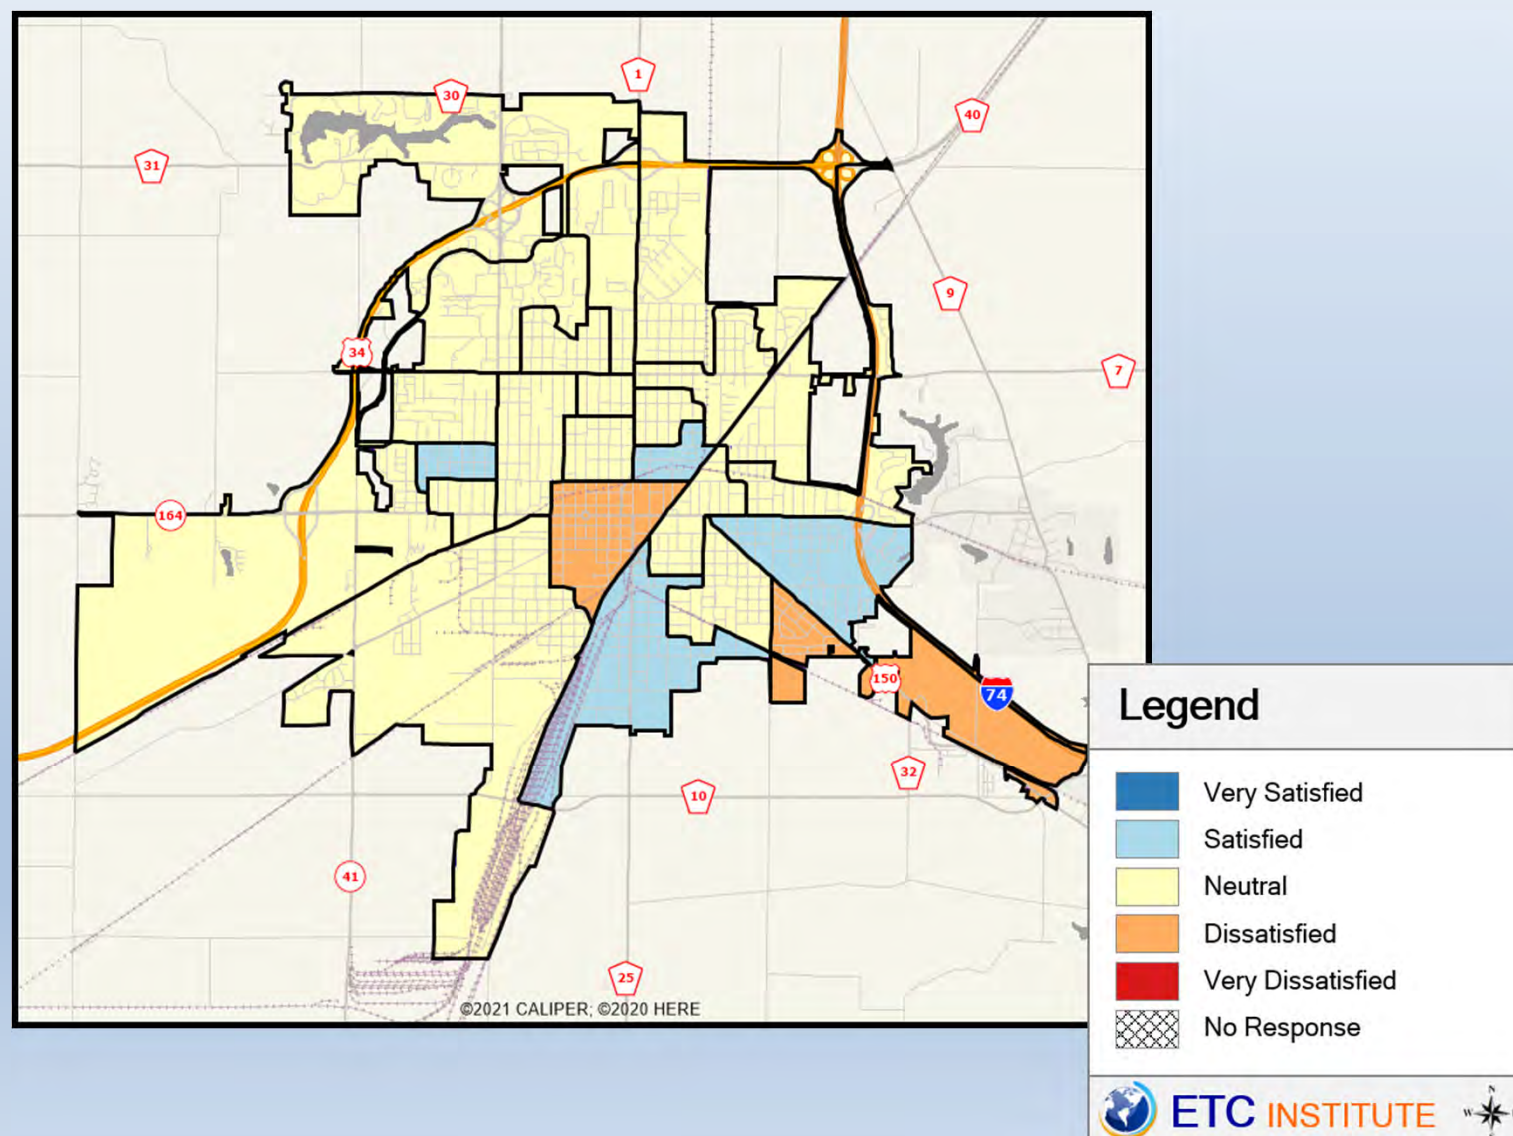 1
30
40
31
9
34
7
164
150
74
32
10
41
25
©2021 CALIPER; ©2020 HERE
Legend
Very Satisfied
Satisfied
Neutral
Dissatisfied
Very Dissatisfied
No Response
ETC INSTITUTE
N
W
S